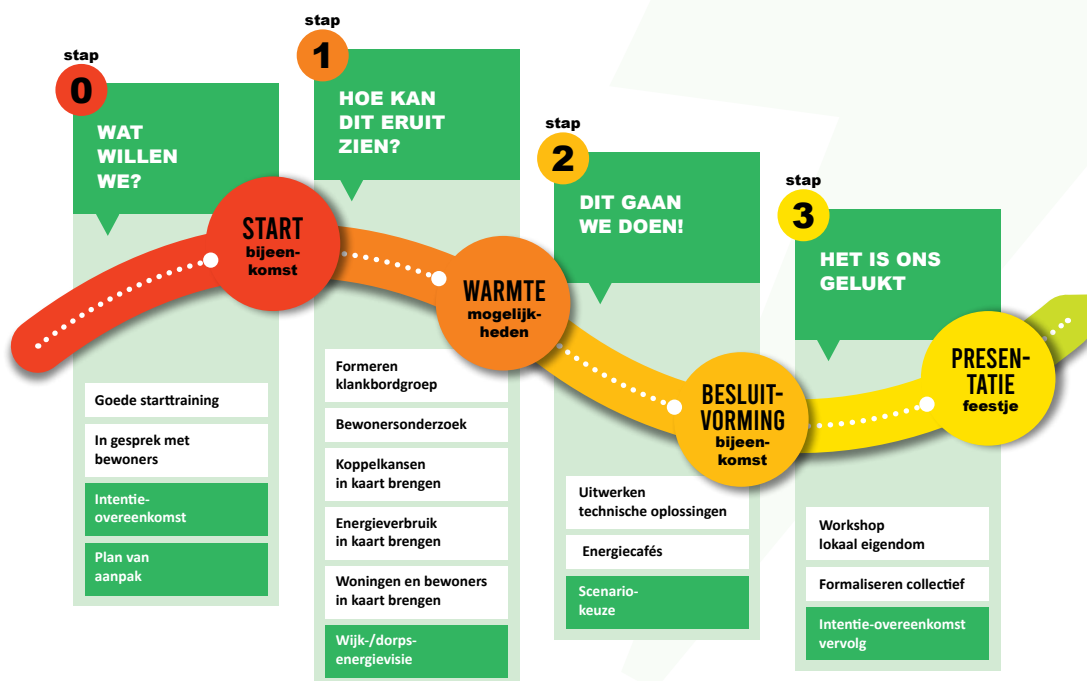 stap
0
WAT
WILLEN
WE?
START
bijeen-
komst
Goede starttraining
In gesprek met
bewoners
Intentie-
overeenkomst
Plan van
aanpak
stap
1
HOE KAN
DIT ERUIT
ZIEN?
WARMTE
mogelijk-
heden
Formeren
klankbordgroep
Bewonersonderzoek
Koppelkansen
in kaart brengen
Energieverbruik
in kaart brengen
Woningen en bewoners
in kaart brengen
Wijk-/dorps-
energievisie
stap
2
DIT GAAN
WE DOEN!
BESLUIT-
VORMING
bijeen-
komst
Uitwerken
technische oplossingen
Energiecafés
Scenario-
keuze
stap
3
HET IS ONS
GELUKT
PRESEN-
TATIE
feestje
Workshop
lokaal eigendom
Formaliseren collectief
Intentie-overeenkomst
vervolg